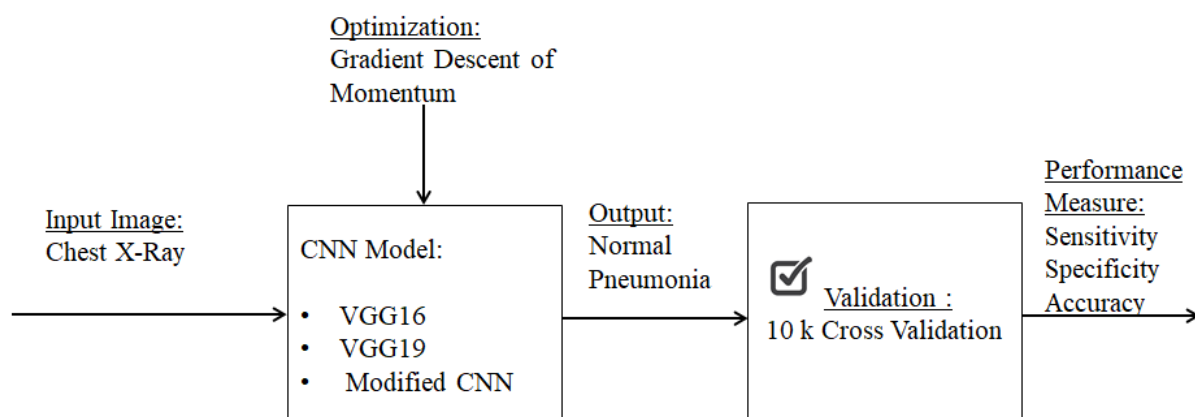 Optimization:
Gradient Descent of
Momentum
Input Image:
Chest X-Ray
CNN Model:
• VGG16
• VGG19
• Modified CNN
Output:
Normal
Pneumonia
Validation :
10 k Cross Validation
Performance
Measure:
Sensitivity
Specificity
Accuracy